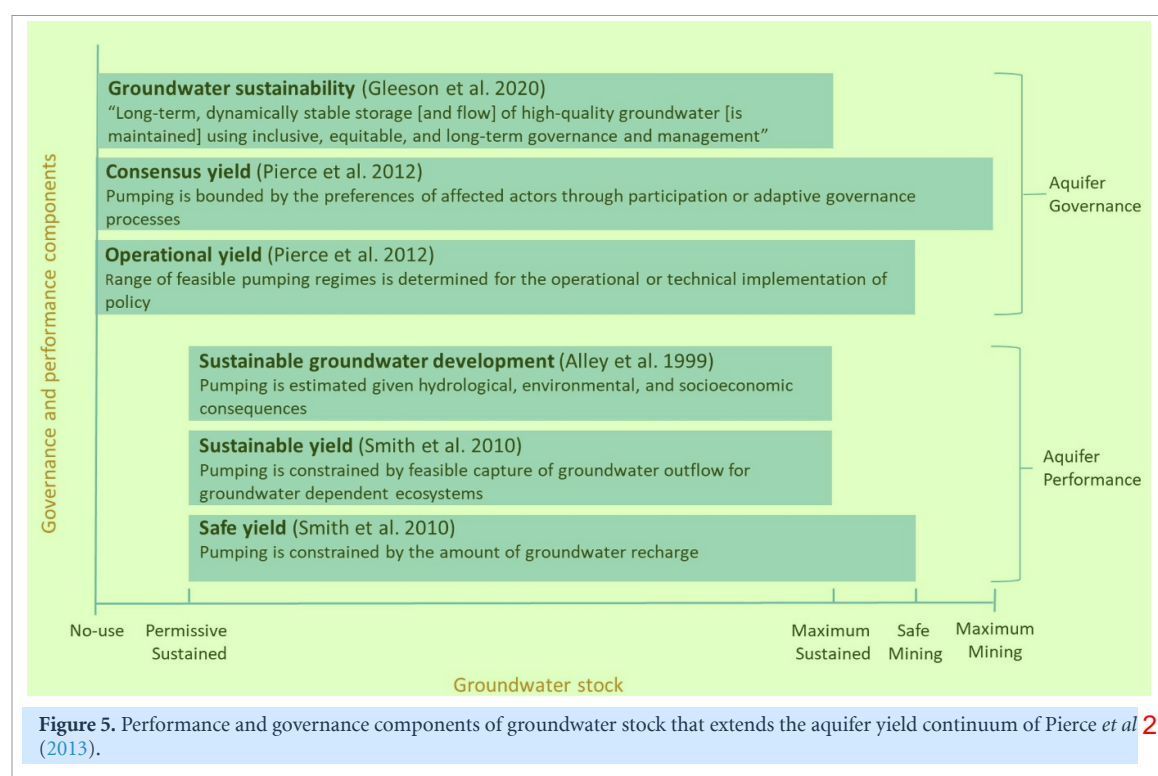 Governance and performance components
Groundwater sustainability (Gleeson et al. 2020)
“Long-term, dynamically stable storage [and flow] of high-quality groundwater [is
maintained] using inclusive, equitable, and long-term governance and management”
Consensus yield (Pierce et al. 2012)
Pumping is bounded by the preferences of affected actors through participation or adaptive governance
processes
Operational yield (Pierce et al. 2012)
Range of feasible pumping regimes is determined for the operational or technical implementation of
policy
Aquifer
Governance
Sustainable groundwater development (Alley et al. 1999)
Pumping is estimated given hydrological, environmental, and socioeconomic
consequences
Sustainable yield (Smith et al. 2010)
Pumping is constrained by feasible capture of groundwater outflow for
groundwater dependent ecosystems
Safe yield (Smith et al. 2010)
Pumping is constrained by the amount of groundwater recharge
Aquifer
Performance
No-use
Permissive
Sustained
Maximum
Sustained
Safe
Mining
Maximum
Mining
Groundwater stock
Figure 5. Performance and governance components of groundwater stock that extends the aquifer yield continuum of Pierce et al 2
(2013).